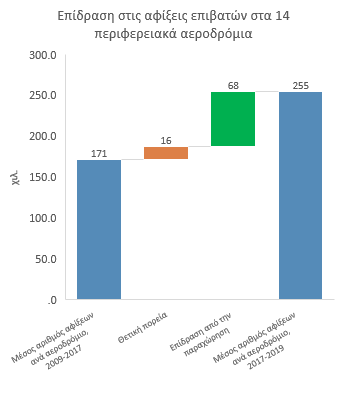 Επίδραση στις αφίξεις επιβατών στα 14
περιφερειακά αεροδρόμια
300.0
250.0
200.0
150.0
100.0
50.0
.0
χιλ.
171
16
68
255
Μέσος αριθμός αφίξεων
ανά αεροδρόμιο,
2009-2017
Θετική πορεία
Επίδραση από την
παραχώρηση
Μέσος αριθμός αφίξεων
ανά αεροδρόμιο,
2017-2019